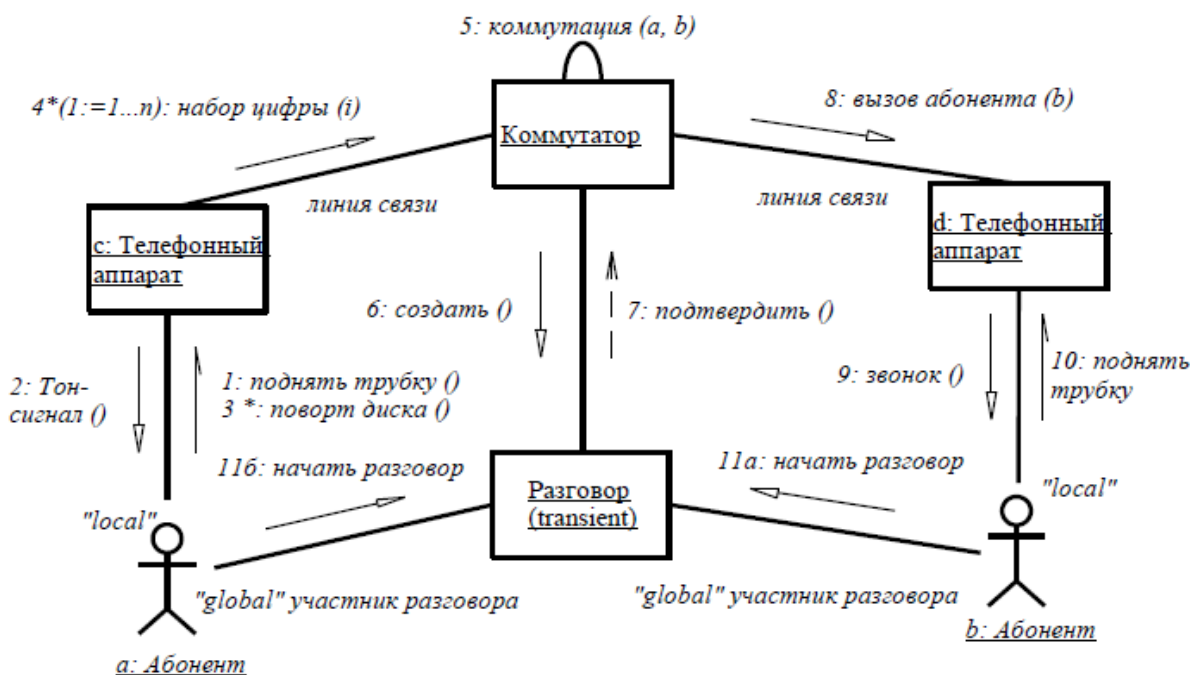 5: коммутация (a, b)
4*(1:=1...n): набор цифры (i)
8: вызов абонента (b)
Коммутатор
линия связи
линия связи
c: Телефонный
аппарат
d: Телефонный
аппарат
6: создать ()
7: подтвердить ()
2: Тон-
сигнал ()
1: поднять трубку ()
3 *: поворт диска ()
9: звонок ()
10: поднять
трубку
11б: начать разговор
11а: начать разговор
Разговор
(transient)
"local"
"local"
"global" участник разговора
"global" участник разговора
a: Абонент
b: Абонент